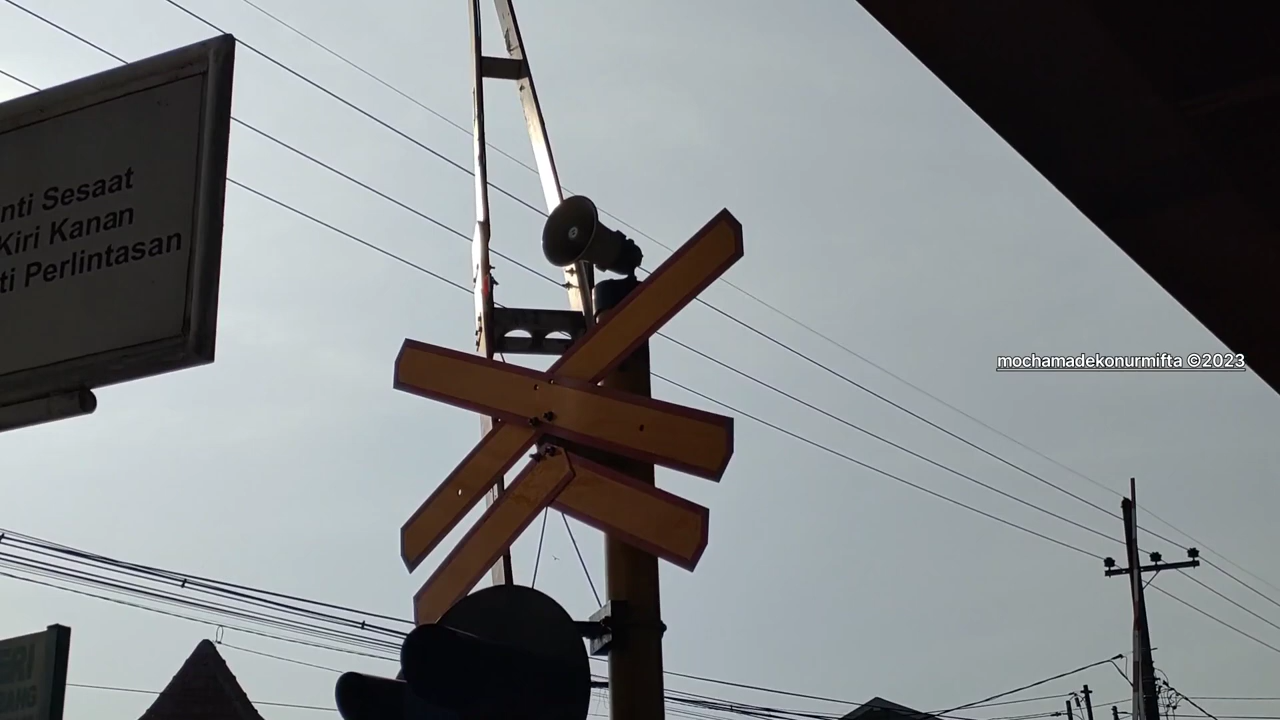 nti Sesaat
Kiri Kanan
ti Perlintasan
mochamadekonurmifta ©2023